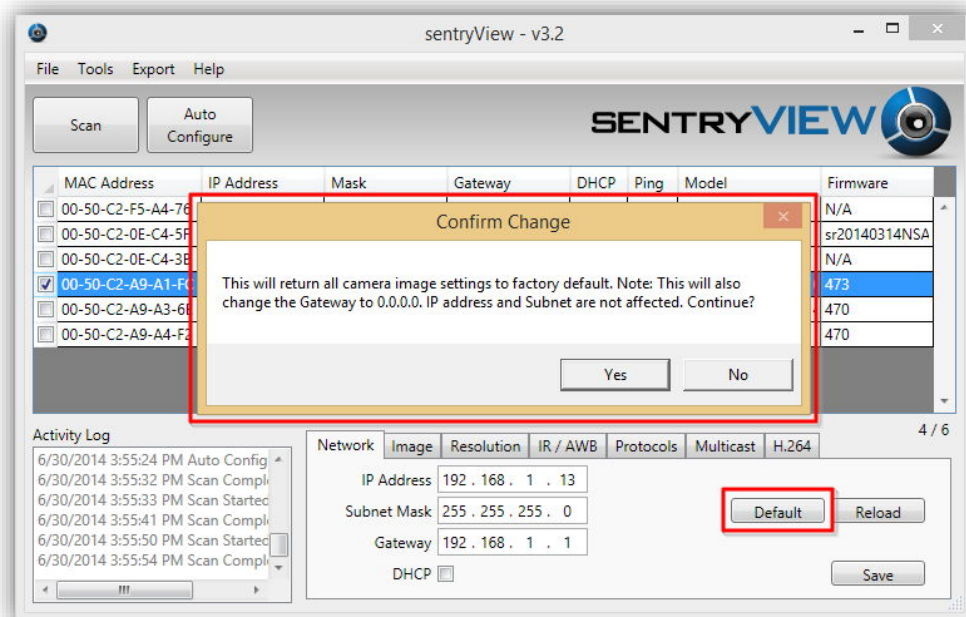 sentryView - v3.2
File Tools Export Help
Scan
Auto
Configure
SENTRYVIEW
MAC Address IP Address Mask Gateway DHCP Ping Model Firmware
00-50-C2-F5-A4-76 N/A
00-50-C2-0E-C4-5F sr20140314NSA
00-50-C2-0E-C4-3E N/A
00-50-C2-A9-A1-FC 473
00-50-C2-A9-A3-6E 470
00-50-C2-A9-A4-F2 470
Confirm Change
This will return all camera image settings to factory default. Note: This will also
change the Gateway to 0.0.0.0. IP address and Subnet are not affected. Continue?
Yes No
4 / 6
Activity Log
6/30/2014 3:55:24 PM Auto Config
6/30/2014 3:55:32 PM Scan Compl
6/30/2014 3:55:33 PM Scan Started
6/30/2014 3:55:41 PM Scan Compl
6/30/2014 3:55:50 PM Scan Started
6/30/2014 3:55:54 PM Scan Compl
Network Image Resolution IR / AWB Protocols Multicast H.264
IP Address 192 . 168 . 1 . 13
Subnet Mask 255 . 255 . 255 . 0
Gateway 192 . 168 . 1 . 1
DHCP
Default Reload
Save